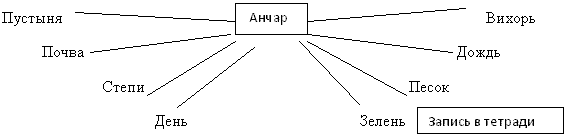 Пустыня Анчар Вихорь
Почва Дождь
Степи Песок
День Зелень Запись в тетради